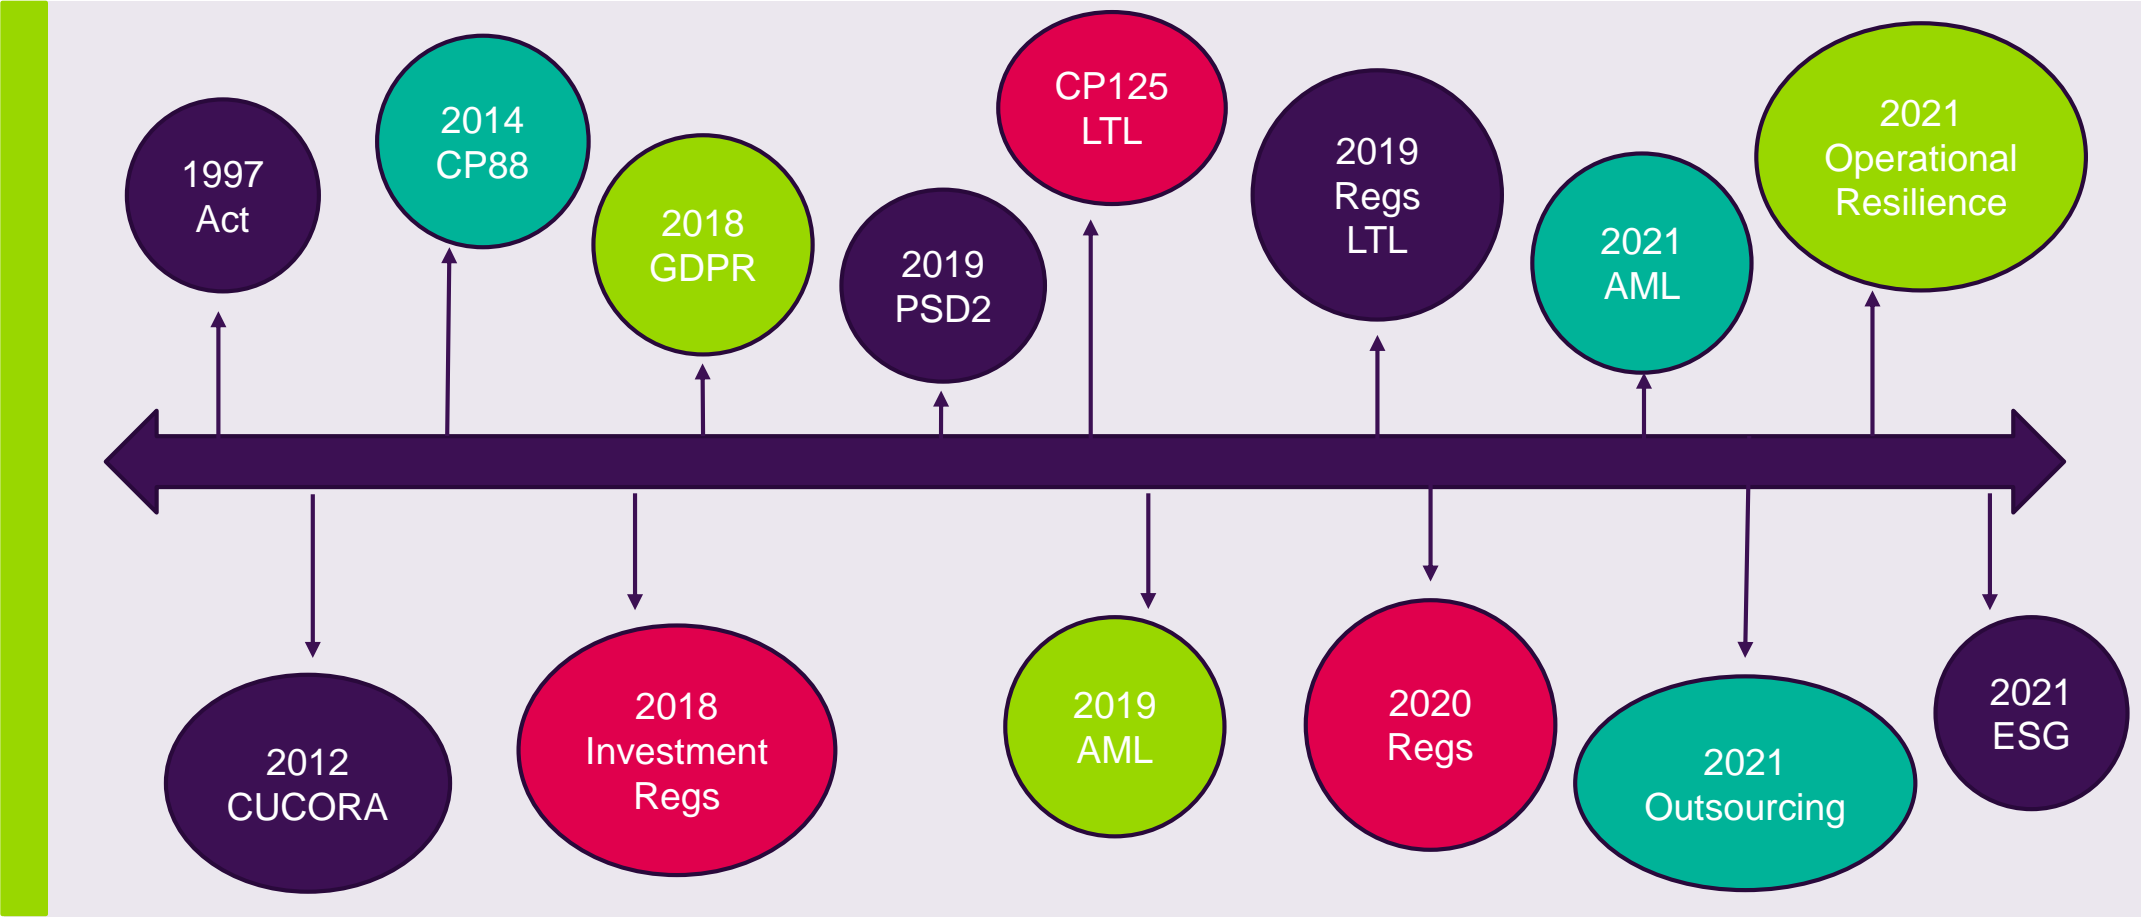 1997
Act
2014
CP88
2018
GDPR
2019
PSD2
CP125
LTL
2019
Regs
LTL
2021
AML
2021
Operational
Resilience
2012
CUCORA
2018
Investment
Regs
2019
AML
2020
Regs
2021
Outsourcing
2021
ESG